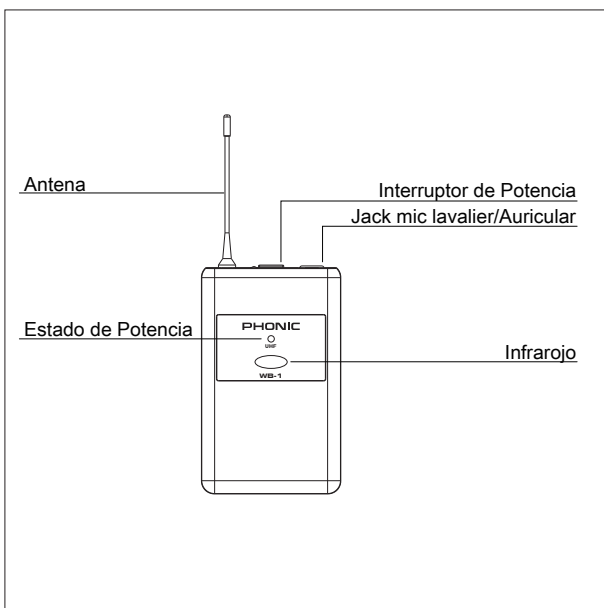 Antena
Interruptor de Potencia
Jack mic lavalier/Auricular
Estado de Potencia
PHONIC
UHF
Infrarojo
WB-1